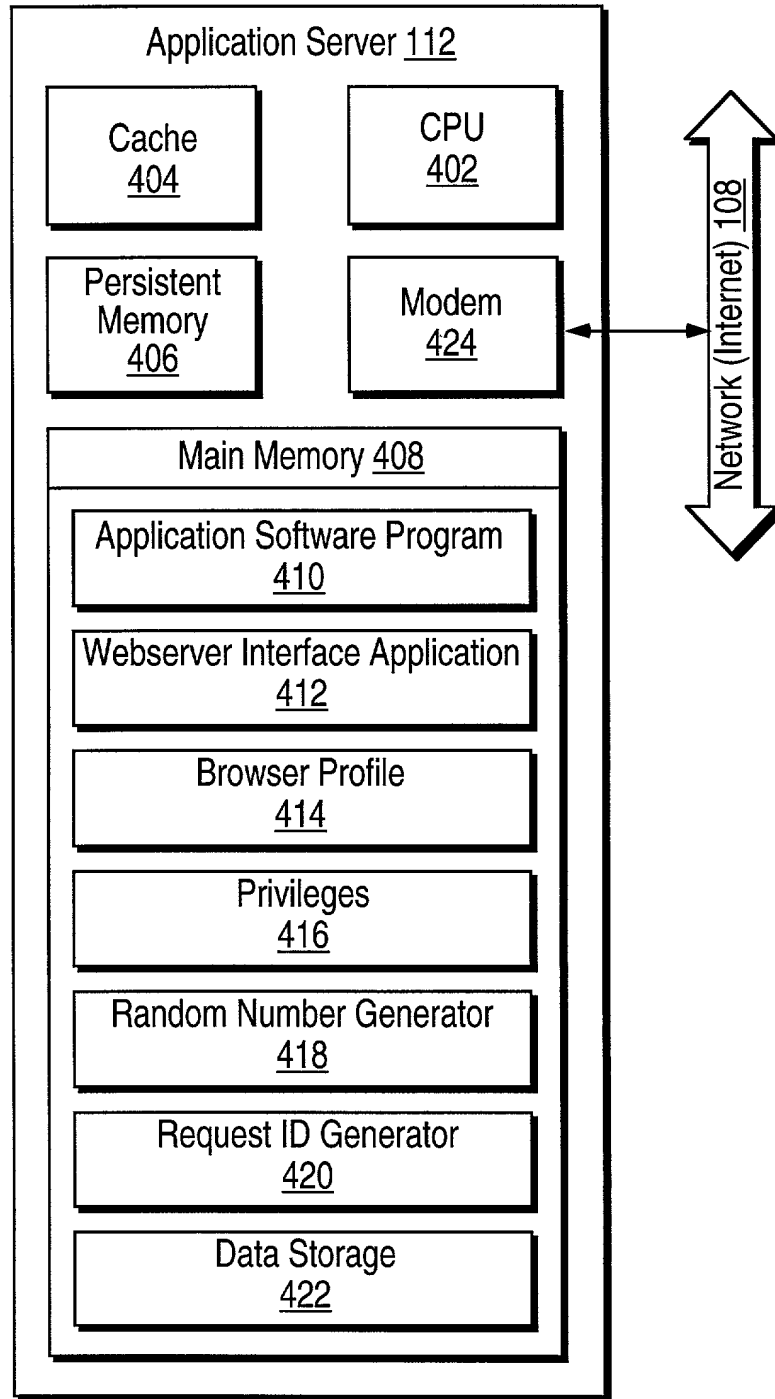 Application Server 112
Cache
404
CPU
402
Persistent
Memory
406
Modem
424
Network (Internet) 108
Main Memory 408
Application Software Program
410
Webserver Interface Application
412
Browser Profile
414
Privileges
416
Random Number Generator
418
Request ID Generator
420
Data Storage
422